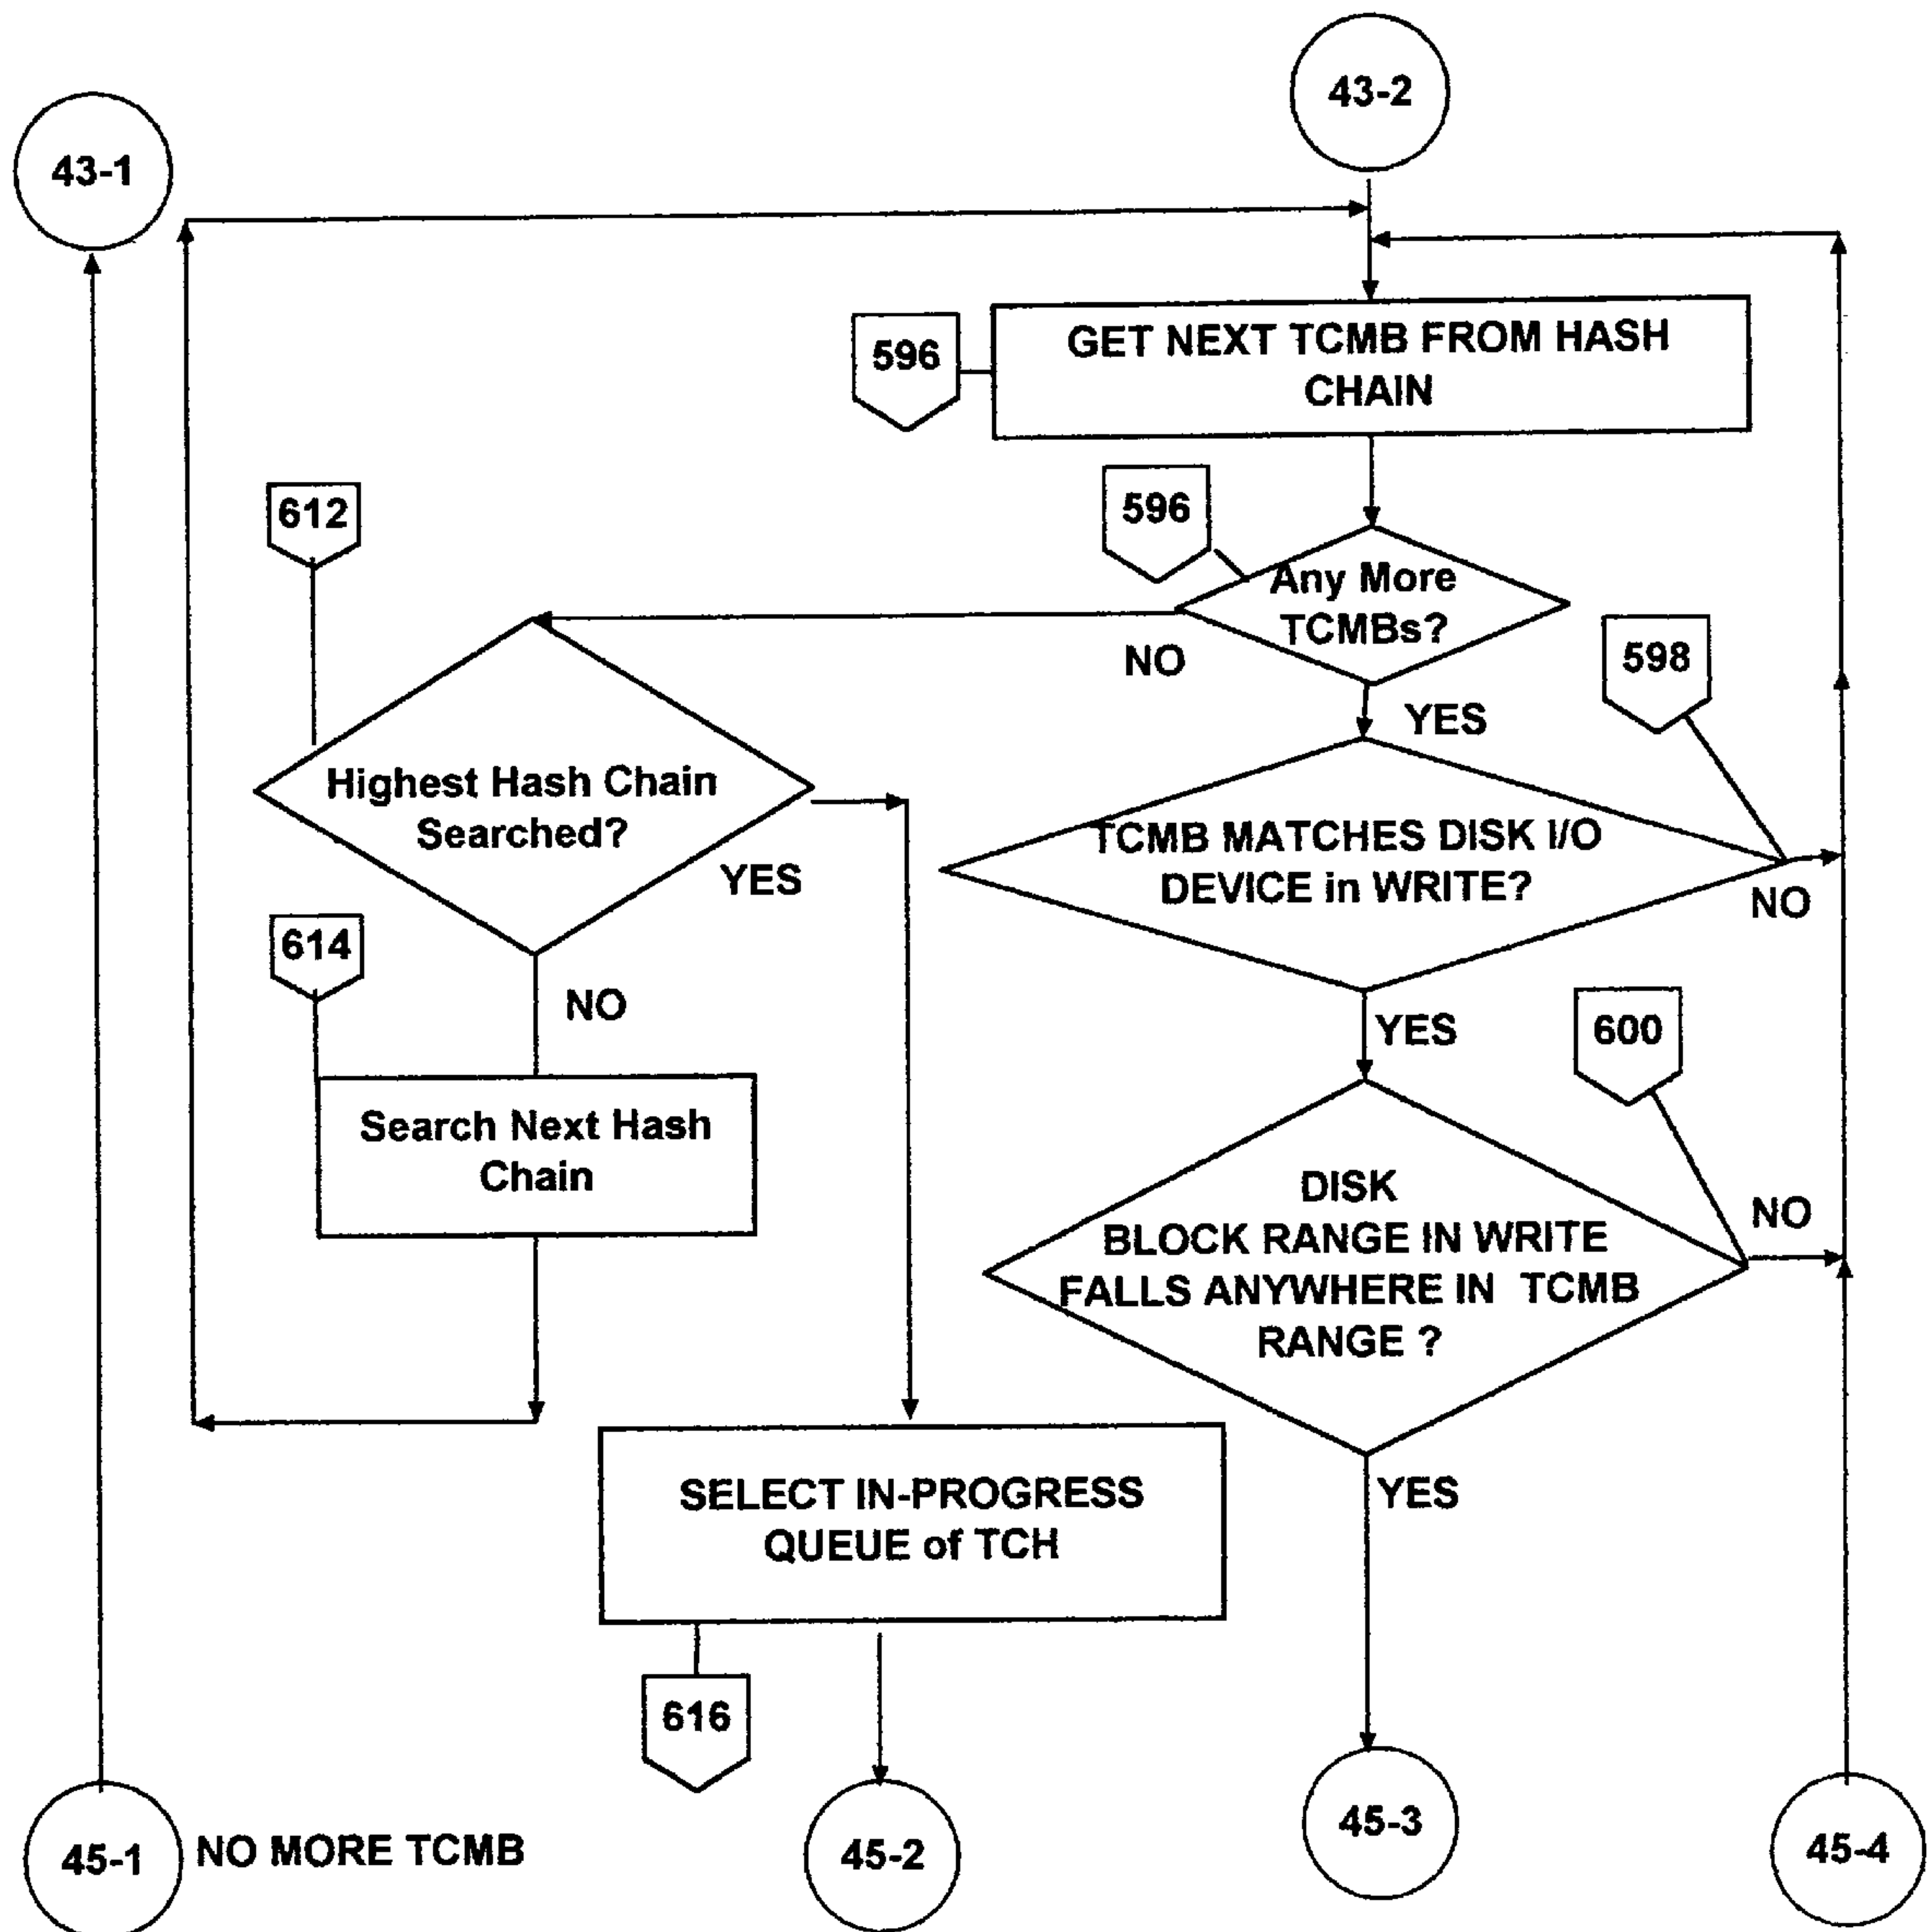 43-2
43-1
GET NEXT TCMB FROM HASH
CHAIN
596
596
Any More
TCMBs?
NO
YES
612
598
Highest Hash Chain
Searched?
YES
TCMB MATCHES DISK I/O
DEVICE in WRITE?
NO
614
NO
YES
600
Search Next Hash
Chain
DISK
BLOCK RANGE IN WRITE
FALLS ANYWHERE IN TCMB
RANGE ?
NO
YES
SELECT IN-PROGRESS
QUEUE of TCH
616
45-1
NO MORE TCMB
45-2
45-3
45-4